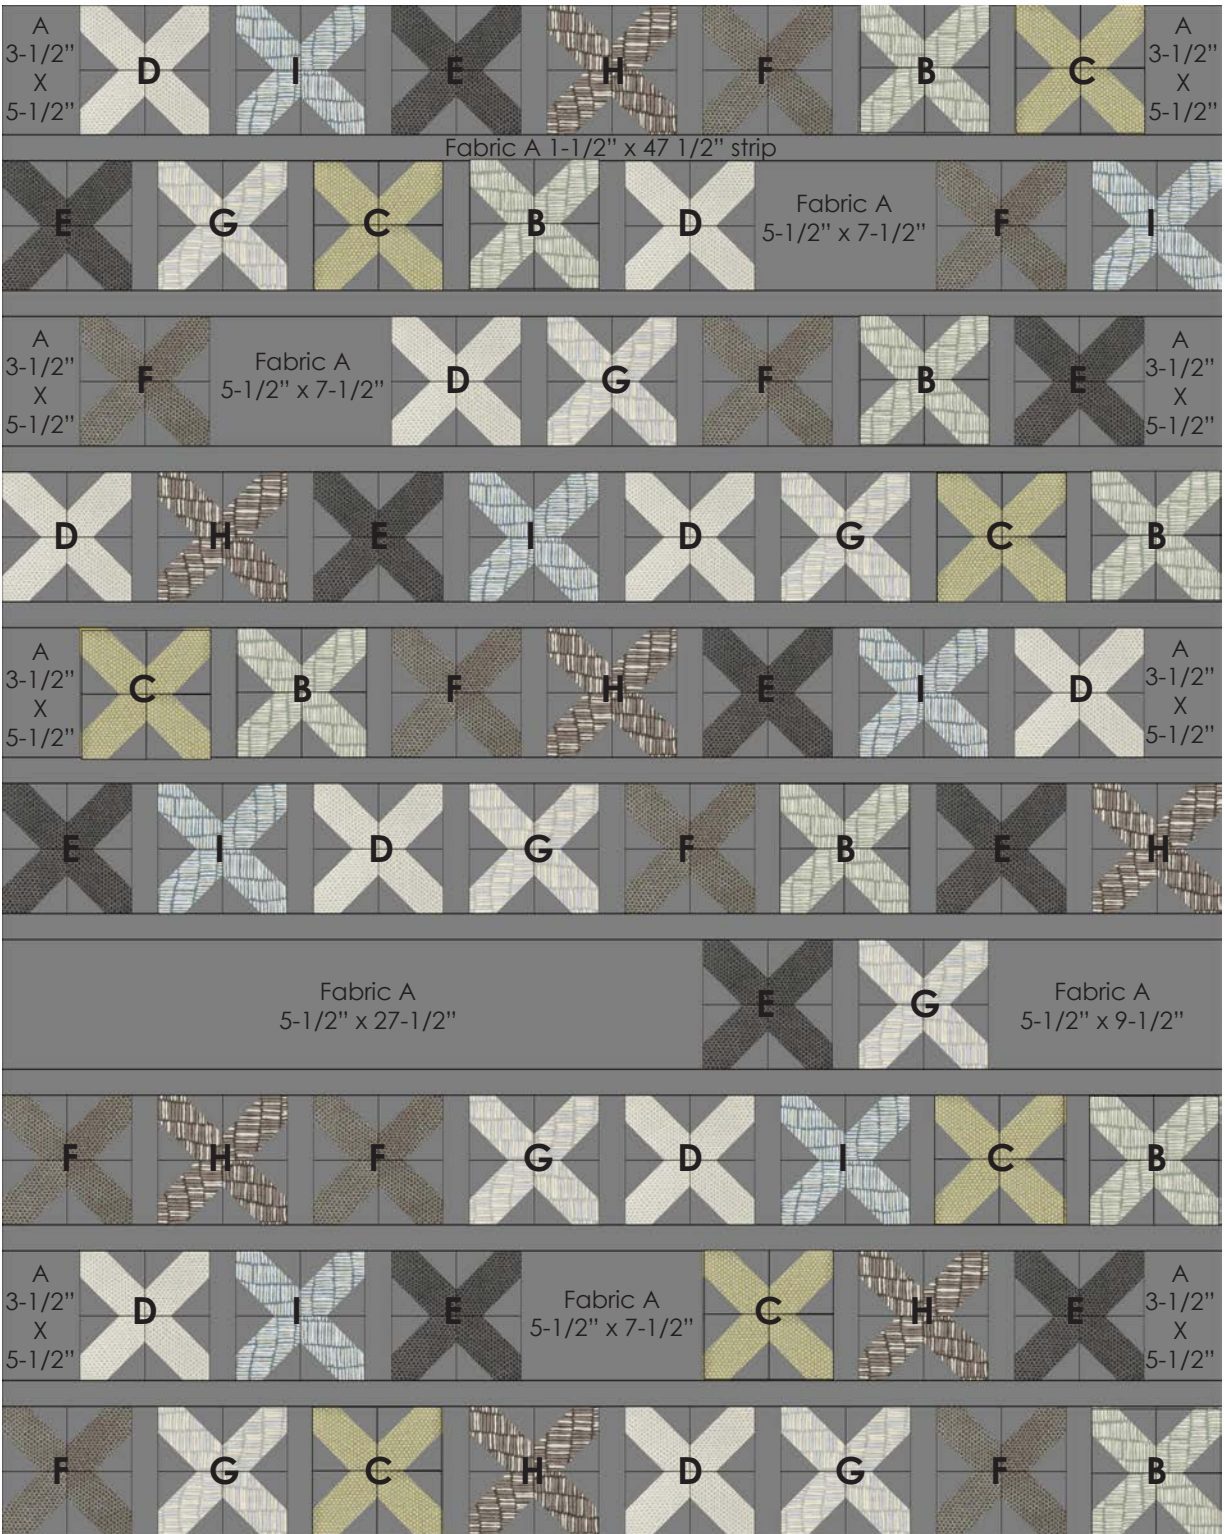 A
3-1/2”
X
5-1/2”
D I E H F B C
A
3-1/2”
X
5-1/2”
Fabric A 1-1/2” x 47 1/2” strip
E G C B D
Fabric A
5-1/2” x 7-1/2”
F I
A
3-1/2”
X
5-1/2”
F
Fabric A
5-1/2” x 7-1/2”
D G F B E
A
3-1/2”
X
5-1/2”
D H E I D G C B
A
3-1/2”
X
5-1/2”
C B F H E I D
A
3-1/2”
X
5-1/2”
E I D G F B E H
Fabric A
5-1/2” x 27-1/2”
E G
Fabric A
5-1/2” x 9-1/2”
F H F G D I C B
A
3-1/2”
X
5-1/2”
D I E
Fabric A
5-1/2” x 7-1/2”
C H E
A
3-1/2”
X
5-1/2”
F G C H D G F B